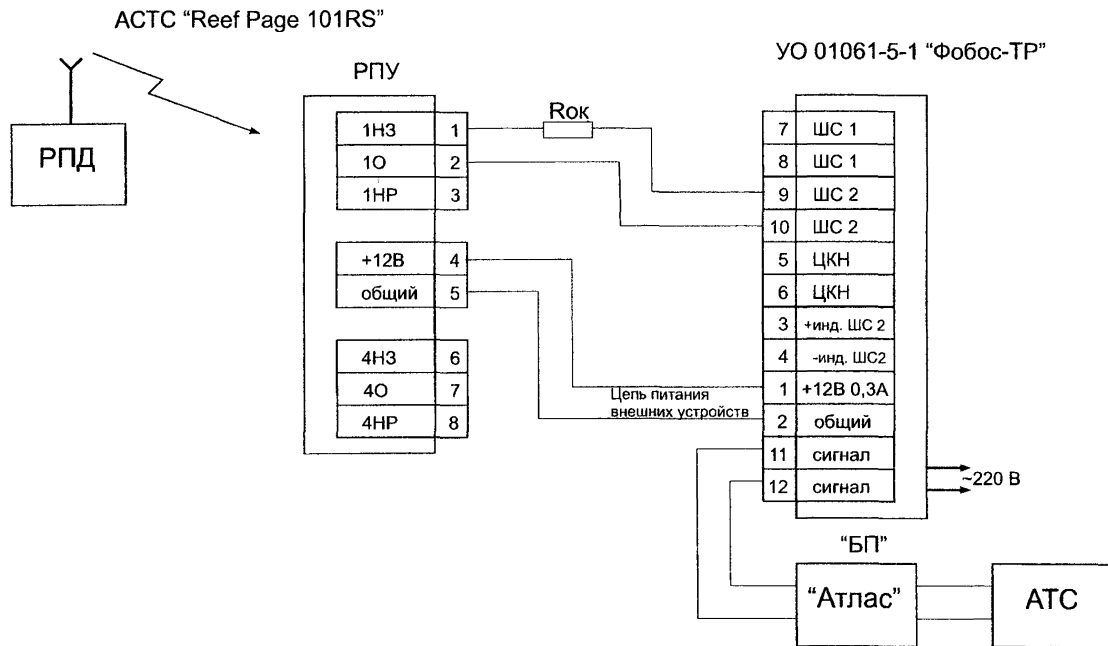 АСТС “Reef Page 101RS”
УО 01061-5-1 “Фобос-ТР”
РПУ
РПД
1НЗ 1
1О 2
1НР 3
+12В 4
общий 5
4НЗ 6
4О 7
4НР 8
Rок
7 ШС 1
8 ШС 1
9 ШС 2
10 ШС 2
5 ЦКН
6 ЦКН
3 +инд. ШС 2
4 -инд. ШС2
1 +12В 0,3А
2 общий
11 сигнал
12 сигнал
Цепь питания
внешних устройств
~220 В
“БП”
“Атлас”
АТС